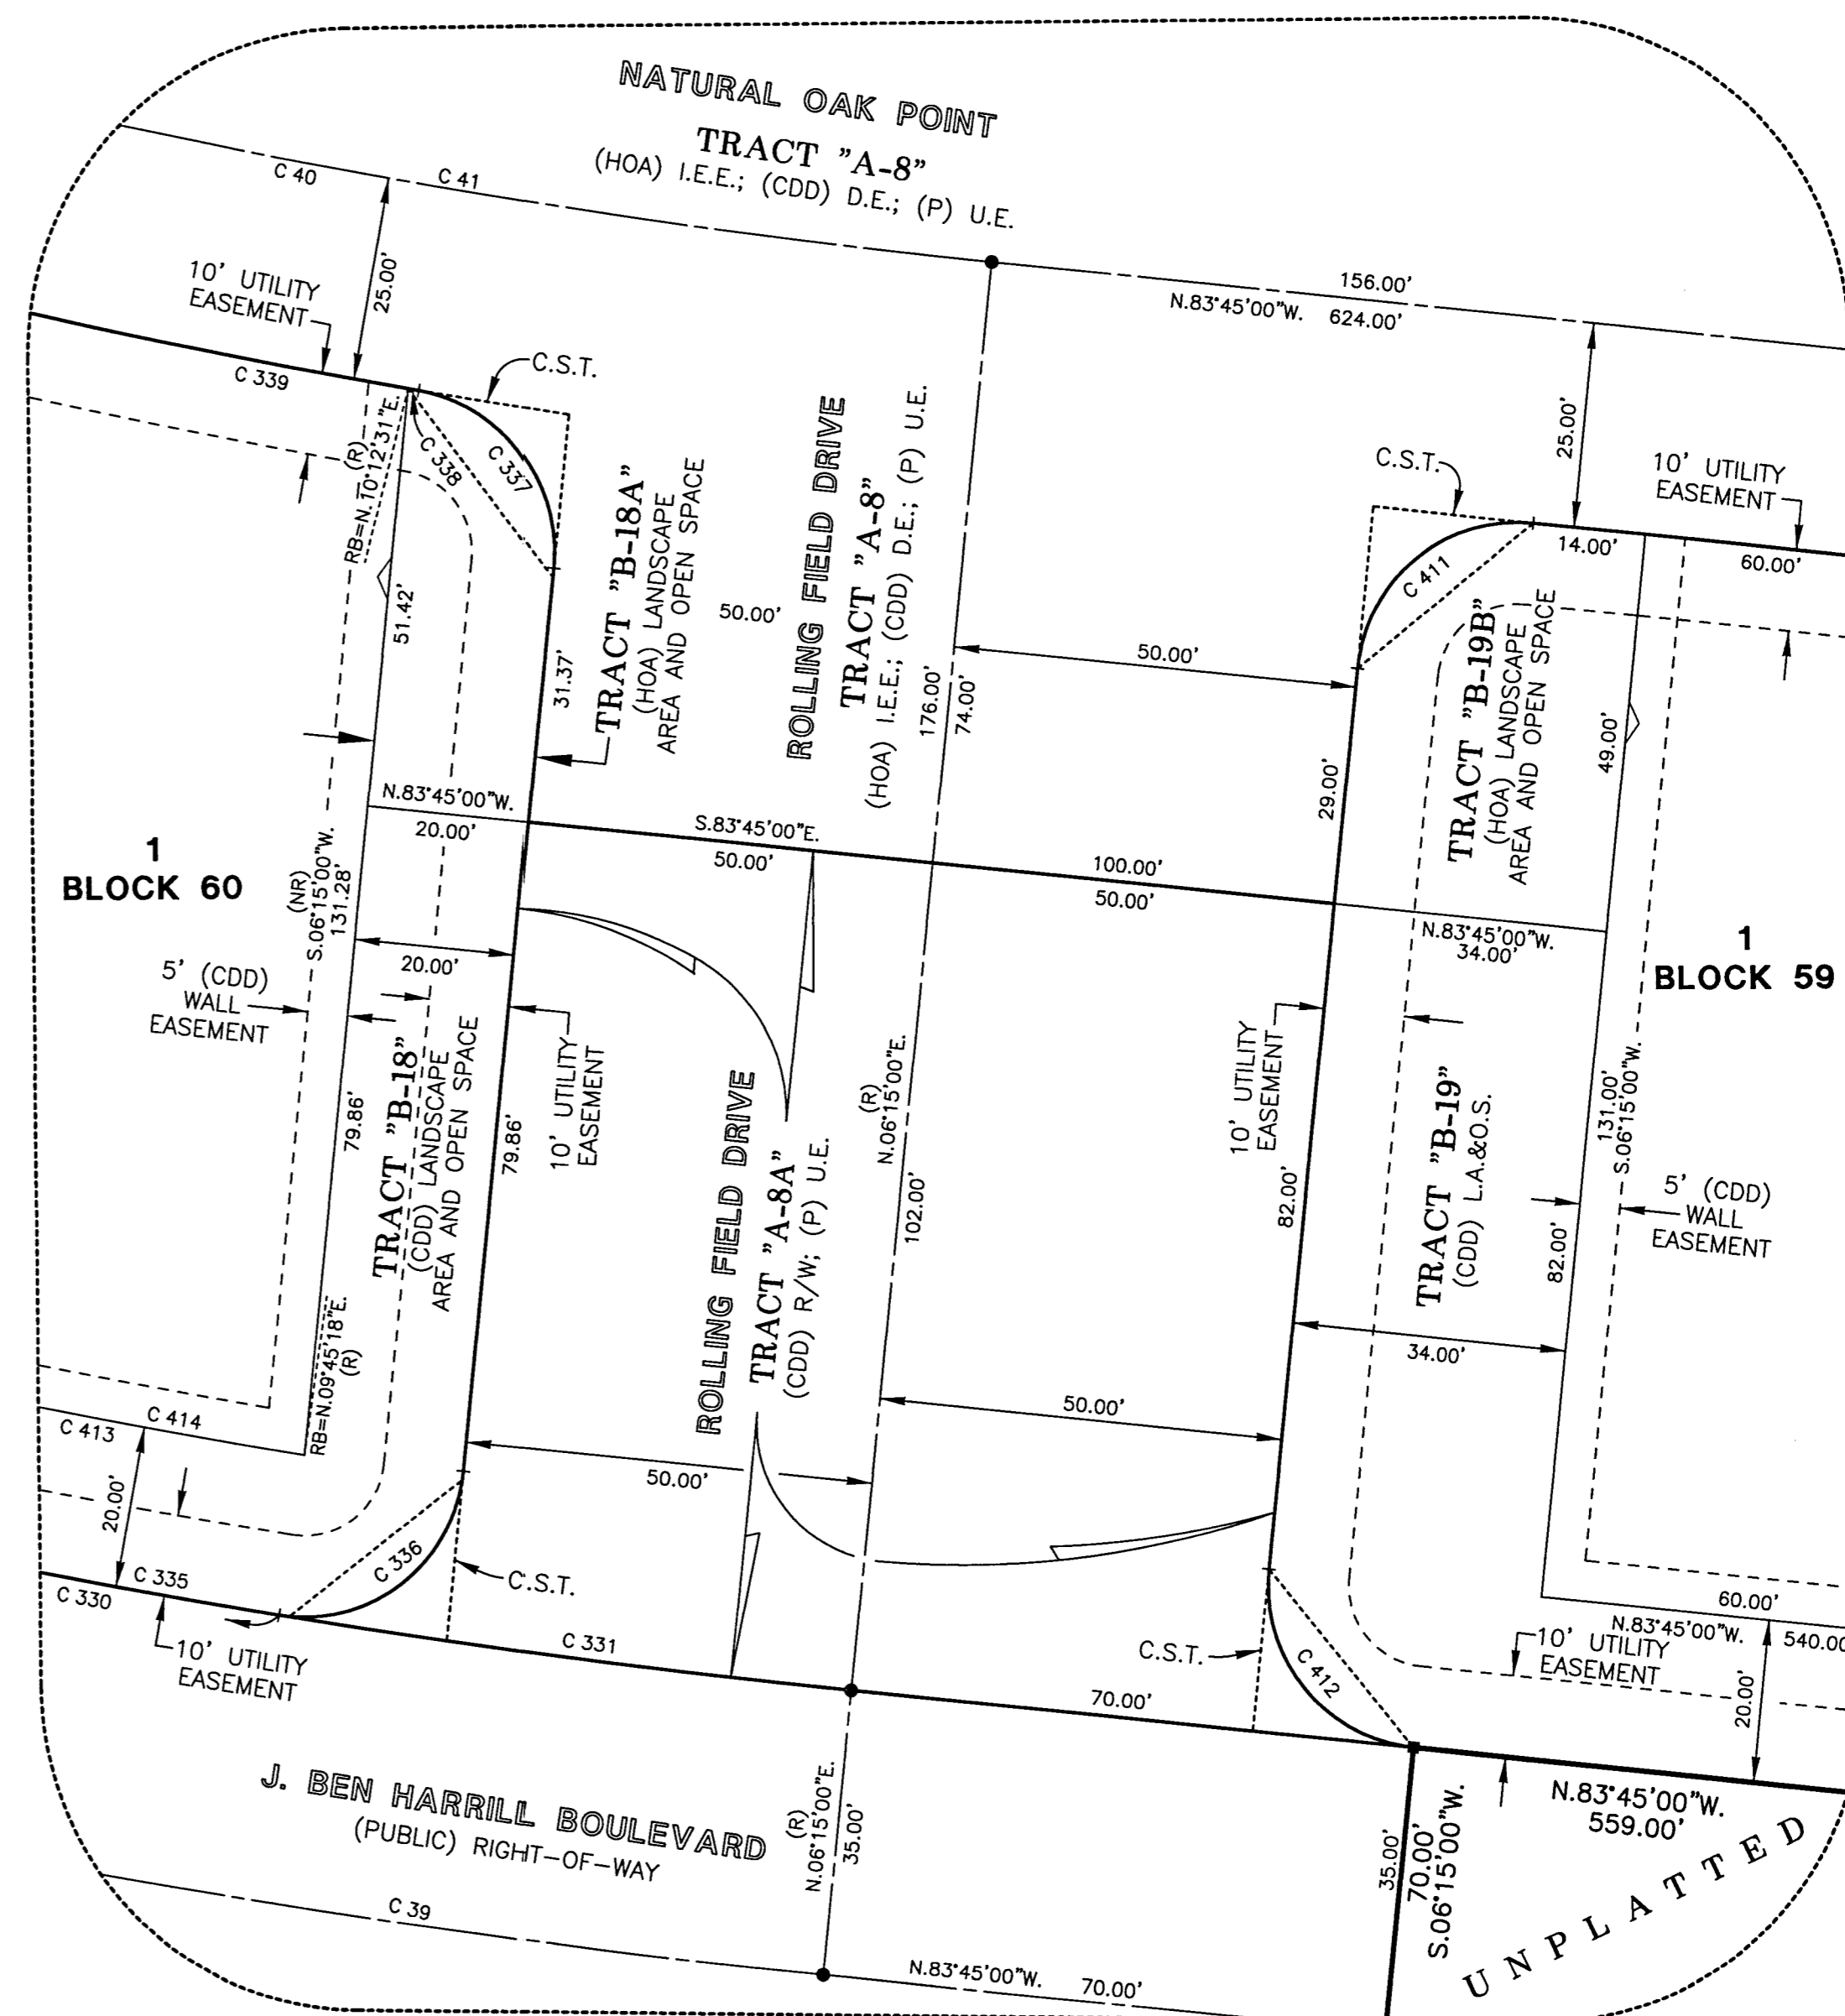 NATURAL OAK POINT
TRACT "A-8"
(HOA) I.E.E.; (CDD) D.E.; (P) U.E.
C 40
C 41
25.00'
10' UTILITY
EASEMENT
156.00'
N.83°45'00"W. 624.00'
C 339
C.S.T.
RB=N.10°12'31"E.
(R)
C 338
C 337
51.42'
31.37'
TRACT "B-18A"
(HOA) LANDSCAPE
AREA AND OPEN SPACE
50.00'
ROLLING FIELD DRIVE
TRACT "A-8"
(HOA) I.E.E.; (CDD) D.E.; (P) U.E.
176.00'
74.00'
50.00'
25.00'
C.S.T.
10' UTILITY
EASEMENT
C 411
14.00'
60.00'
TRACT "B-19B"
(HOA) LANDSCAPE
AREA AND OPEN SPACE
49.00'
29.00'
N.83°45'00"W.
20.00'
S.83°45'00"E.
50.00'
100.00'
50.00'
N.83°45'00"W.
34.00'
1
BLOCK 60
(NR)
S.06°15'00"W.
131.28'
20.00'
5' (CDD)
WALL
EASEMENT
1
BLOCK 59
79.86'
TRACT "B-18"
(CDD) LANDSCAPE
AREA AND OPEN SPACE
79.86'
10' UTILITY
EASEMENT
ROLLING FIELD DRIVE
TRACT "A-8A"
(CDD) R/W; (P) U.E.
(R)
N.06°15'00"E.
102.00'
10' UTILITY
EASEMENT
82.00'
TRACT "B-19"
(CDD) L.A.&O.S.
131.00'
S.06°15'00"W.
82.00'
5' (CDD)
WALL
EASEMENT
34.00'
RB=N.09°45'18"E.
(R)
C 413
C 414
20.00'
50.00'
50.00'
C 336
C.S.T.
C 335
C 330
10' UTILITY
EASEMENT
C 331
C.S.T.
C 412
70.00'
60.00'
N.83°45'00"W. 540.00
10' UTILITY
EASEMENT
20.00'
J. BEN HARRILL BOULEVARD
(PUBLIC) RIGHT-OF-WAY
(R)
N.06°15'00"E.
35.00'
35.00'
70.00'
S.06°15'00"W.
N.83°45'00"W.
559.00'
UNPLATTED
C 39
N.83°45'00"W. 70.00'